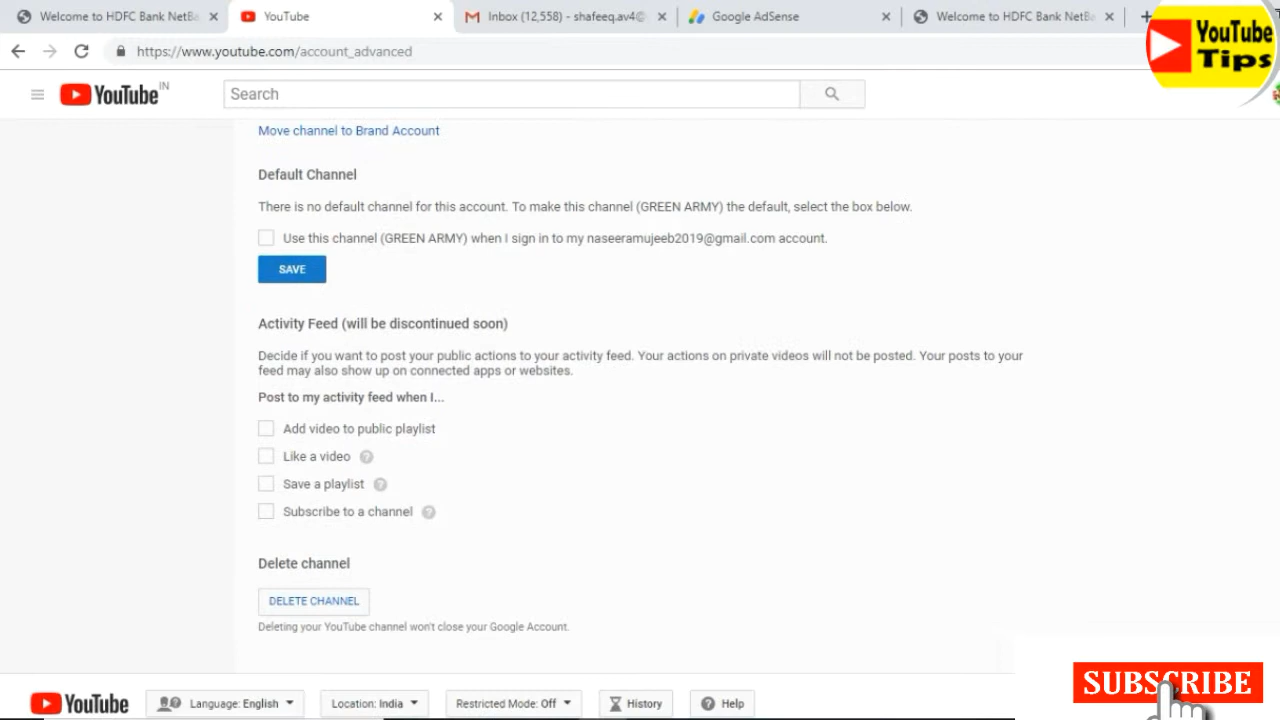 Welcome to HDFC Bank NetBa
YouTube
Inbox (12,558) - shafeeq.av4@
Google AdSense
Welcome to HDFC Bank NetBa
https://www.youtube.com/account_advanced
YouTube
Tips
YouTube IN
Search
Move channel to Brand Account
Default Channel
There is no default channel for this account. To make this channel (GREEN ARMY) the default, select the box below.
Use this channel (GREEN ARMY) when I sign in to my naseeramujeeb2019@gmail.com account.
SAVE
Activity Feed (will be discontinued soon)
Decide if you want to post your public actions to your activity feed. Your actions on private videos will not be posted. Your posts to your
feed may also show up on connected apps or websites.
Post to my activity feed when I...
Add video to public playlist
Like a video
Save a playlist
Subscribe to a channel
Delete channel
DELETE CHANNEL
Deleting your YouTube channel won't close your Google Account.
SUBSCRIBE
YouTube
Language: English
Location: India
Restricted Mode: Off
History
Help